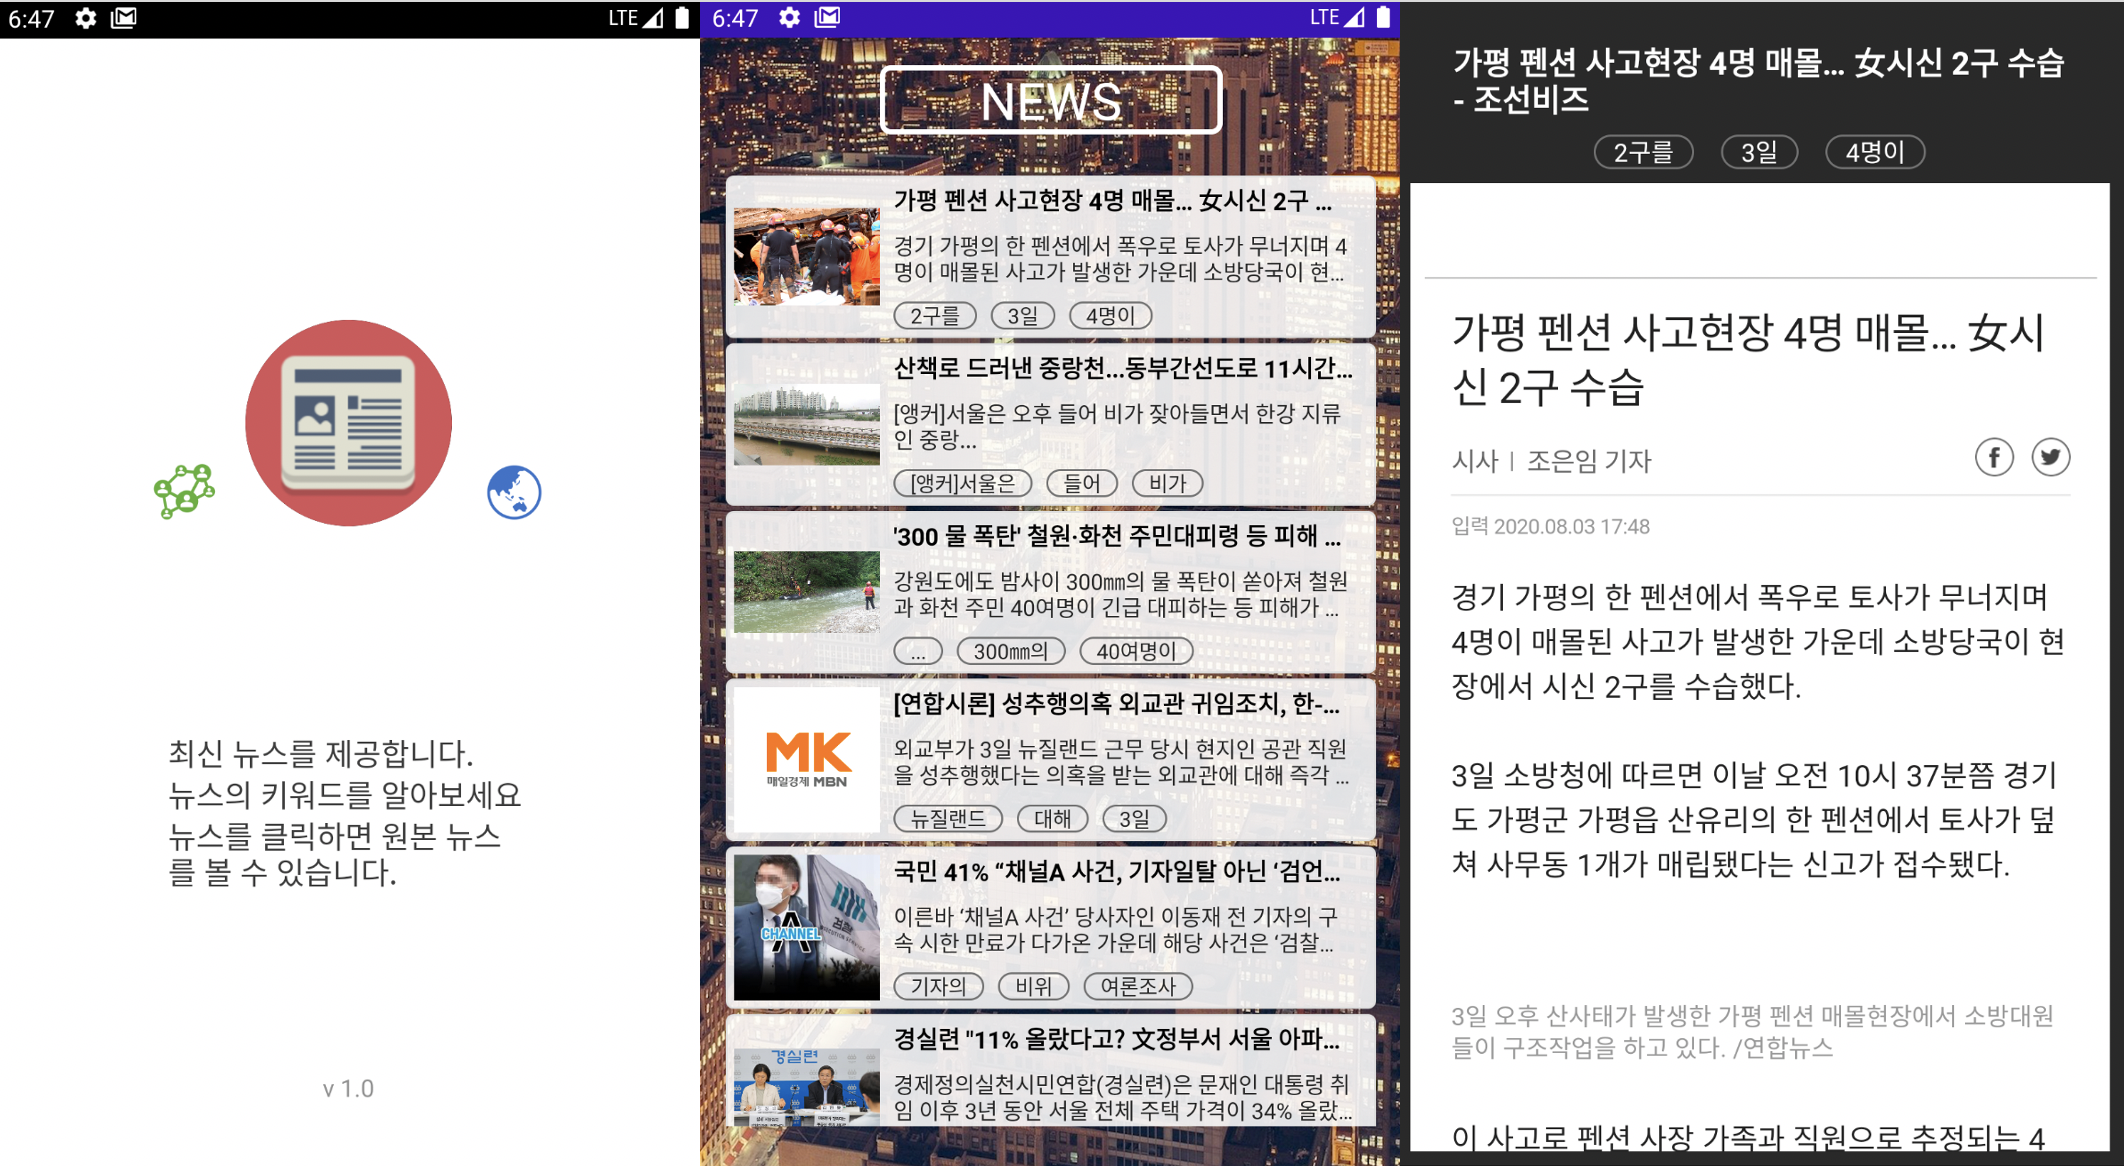 6:47
LTE
최신 뉴스를 제공합니다.
뉴스의 키워드를 알아보세요
뉴스를 클릭하면 원본 뉴스
를 볼 수 있습니다.
v 1.0
6:47
LTE
NEWS
가평 펜션 사고현장 4명 매몰... 女시신 2구 ...
경기 가평의 한 펜션에서 폭우로 토사가 무너지며 4
명이 매몰된 사고가 발생한 가운데 소방당국이 현...
2구를 3일 4명이
산책로 드러낸 중랑천...동부간선도로 11시간...
[앵커]서울은 오후 들어 비가 잦아들면서 한강 지류
인 중랑...
[앵커]서울은 들어 비가
'300 물 폭탄' 철원·화천 주민대피령 등 피해 ...
강원도에도 밤사이 300㎜의 물 폭탄이 쏟아져 철원
과 화천 주민 40여명이 긴급 대피하는 등 피해가 ...
... 300㎜의 40여명이
MK
매일경제 MBN
[연합시론] 성추행의혹 외교관 귀임조치, 한-...
외교부가 3일 뉴질랜드 근무 당시 현지인 공관 직원
을 성추행했다는 의혹을 받는 외교관에 대해 즉각 ...
뉴질랜드 대해 3일
CHANNEL A
검찰
국민 41% “채널A 사건, 기자일탈 아닌 ‘검언...
이른바 ‘채널A 사건’ 당사자인 이동재 전 기자의 구
속 시한 만료가 다가온 가운데 해당 사건은 ‘검찰...
기자의 비위 여론조사
경실련
경실련 "11% 올랐다고? 文정부서 서울 아파...
경제정의실천시민연합(경실련)은 문재인 대통령 취
임 이후 3년 동안 서울 전체 주택 가격이 34% 올랐...
가평 펜션 사고현장 4명 매몰... 女시신 2구 수습
- 조선비즈
2구를 3일 4명이
가평 펜션 사고현장 4명 매몰... 女시
신 2구 수습
시사 | 조은임 기자
입력 2020.08.03 17:48
경기 가평의 한 펜션에서 폭우로 토사가 무너지며
4명이 매몰된 사고가 발생한 가운데 소방당국이 현
장에서 시신 2구를 수습했다.
3일 소방청에 따르면 이날 오전 10시 37분쯤 경기
도 가평군 가평읍 산유리의 한 펜션에서 토사가 덮
쳐 사무동 1개가 매립됐다는 신고가 접수됐다.
3일 오후 산사태가 발생한 가평 펜션 매몰현장에서 소방대원
들이 구조작업을 하고 있다. /연합뉴스
이 사고로 펜션 사장 가족과 직원으로 추정되는 4